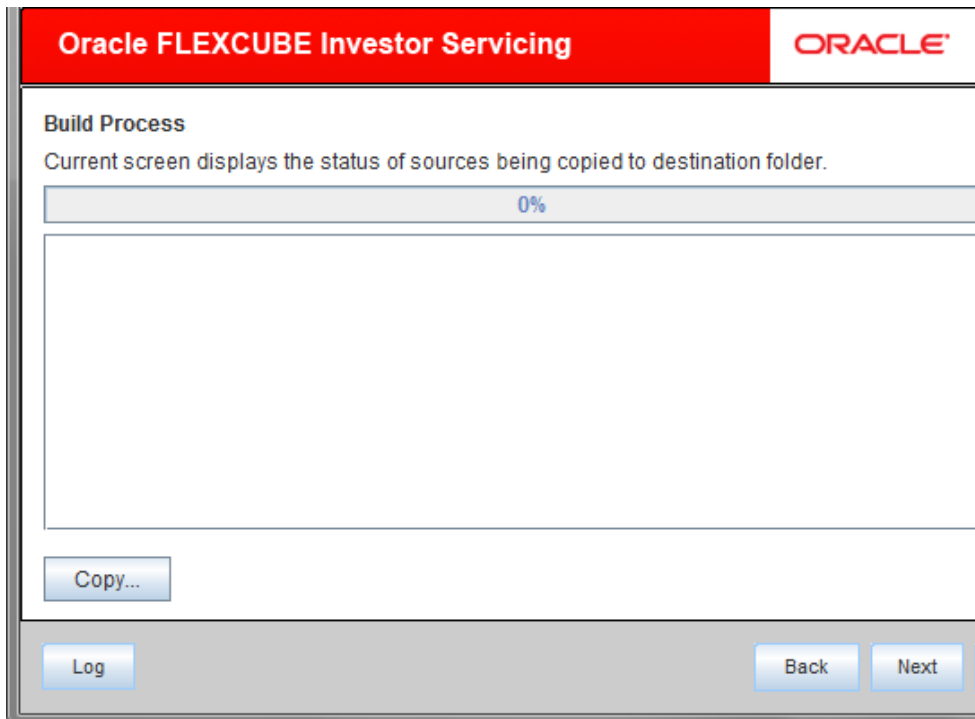 Oracle FLEXCUBE Investor Servicing
ORACLE
Build Process
Current screen displays the status of sources being copied to destination folder.
0%
Copy...
Log
Back
Next